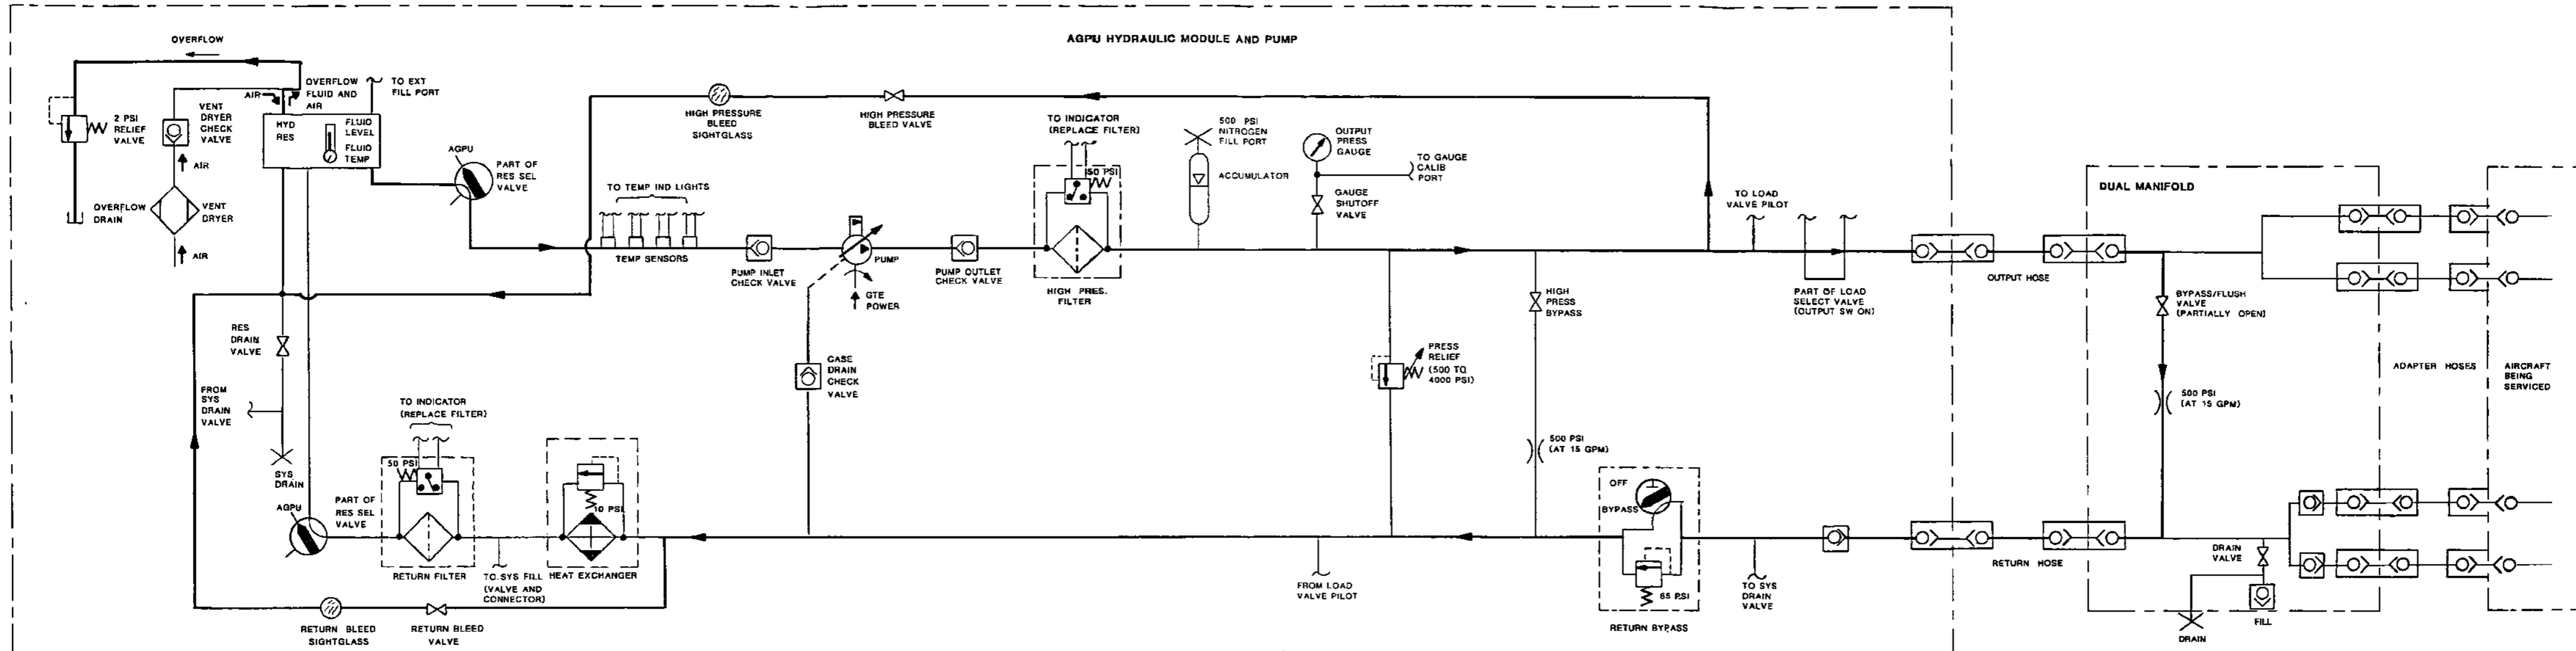 AGPU HYDRAULIC MODULE AND PUMP
OVERFLOW
AIR
OVERFLOW
FLUID AND
AIR
TO EXT
FILL PORT
2 PSI
RELIEF
VALVE
VENT
DRYER
CHECK
VALVE
HYD
RES
FLUID
LEVEL
FLUID
TEMP
AIR
OVERFLOW
DRAIN
VENT
DRYER
AIR
AGPU
PART OF
RES SEL
VALVE
TO TEMP IND LIGHTS
TEMP SENSORS
HIGH PRESSURE
BLEED
SIGHTGLASS
HIGH PRESSURE
BLEED VALVE
PUMP INLET
CHECK VALVE
PUMP
GTE
POWER
PUMP OUTLET
CHECK VALVE
TO INDICATOR
(REPLACE FILTER)
50 PSI
HIGH PRES.
FILTER
500 PSI
NITROGEN
FILL PORT
ACCUMULATOR
OUTPUT
PRESS
GAUGE
TO GAUGE
CALIB
PORT
GAUGE
SHUTOFF
VALVE
TO LOAD
VALVE PILOT
PART OF LOAD
SELECT VALVE
(OUTPUT SW ON)
OUTPUT HOSE
DUAL MANIFOLD
BYPASS/FLUSH
VALVE
(PARTIALLY OPEN)
500 PSI
(AT 15 GPM)
ADAPTER HOSES
AIRCRAFT
BEING
SERVICED
HIGH
PRESS
BYPASS
PRESS
RELIEF
(500 TO
4000 PSI)
500 PSI
(AT 15 GPM)
CASE
DRAIN
CHECK
VALVE
RES
DRAIN
VALVE
FROM
SYS
DRAIN
VALVE
SYS
DRAIN
AGPU
PART OF
RES SEL
VALVE
TO INDICATOR
(REPLACE FILTER)
50 PSI
RETURN FILTER
TO SYS FILL
(VALVE AND
CONNECTOR)
10 PSI
HEAT EXCHANGER
RETURN BLEED
SIGHTGLASS
RETURN BLEED
VALVE
FROM LOAD
VALVE PILOT
OFF
BYPASS
65 PSI
RETURN BYPASS
TO SYS
DRAIN
VALVE
RETURN HOSE
DRAIN
VALVE
DRAIN
FILL